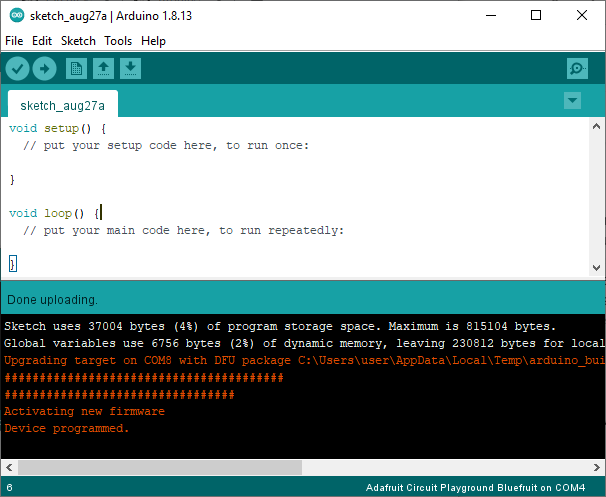 sketch_aug27a | Arduino 1.8.13
File Edit Sketch Tools Help
sketch_aug27a
void setup() {
  // put your setup code here, to run once:
}
void loop() {
  // put your main code here, to run repeatedly:
}
Done uploading.
Sketch uses 37004 bytes (4%) of program storage space. Maximum is 815104 bytes.
Global variables use 6756 bytes (2%) of dynamic memory, leaving 230812 bytes for local
Upgrading target on COM8 with DFU package C:\Users\user\AppData\Local\Temp\arduino_bui
########################################
#################################
Activating new firmware
Device programmed.
6 Adafruit Circuit Playground Bluefruit on COM4